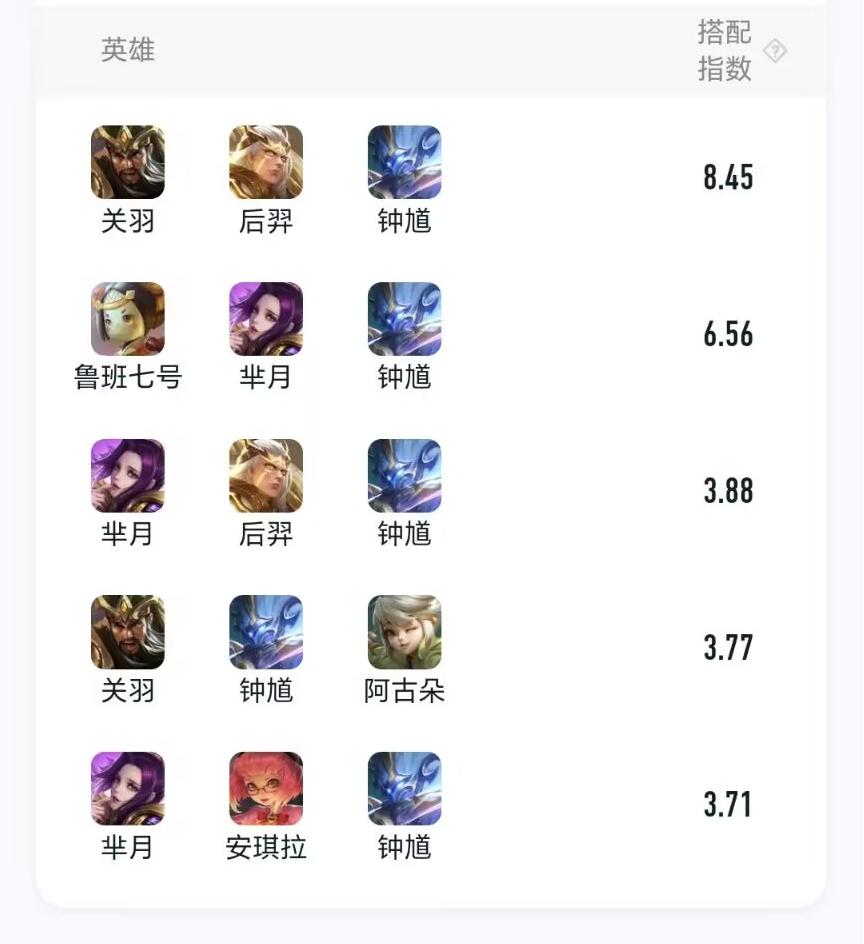 英雄
搭配
指数
?
关羽 后羿 钟馗
8.45
鲁班七号 芈月 钟馗
6.56
芈月 后羿 钟馗
3.88
关羽 钟馗 阿古朵
3.77
芈月 安琪拉 钟馗
3.71